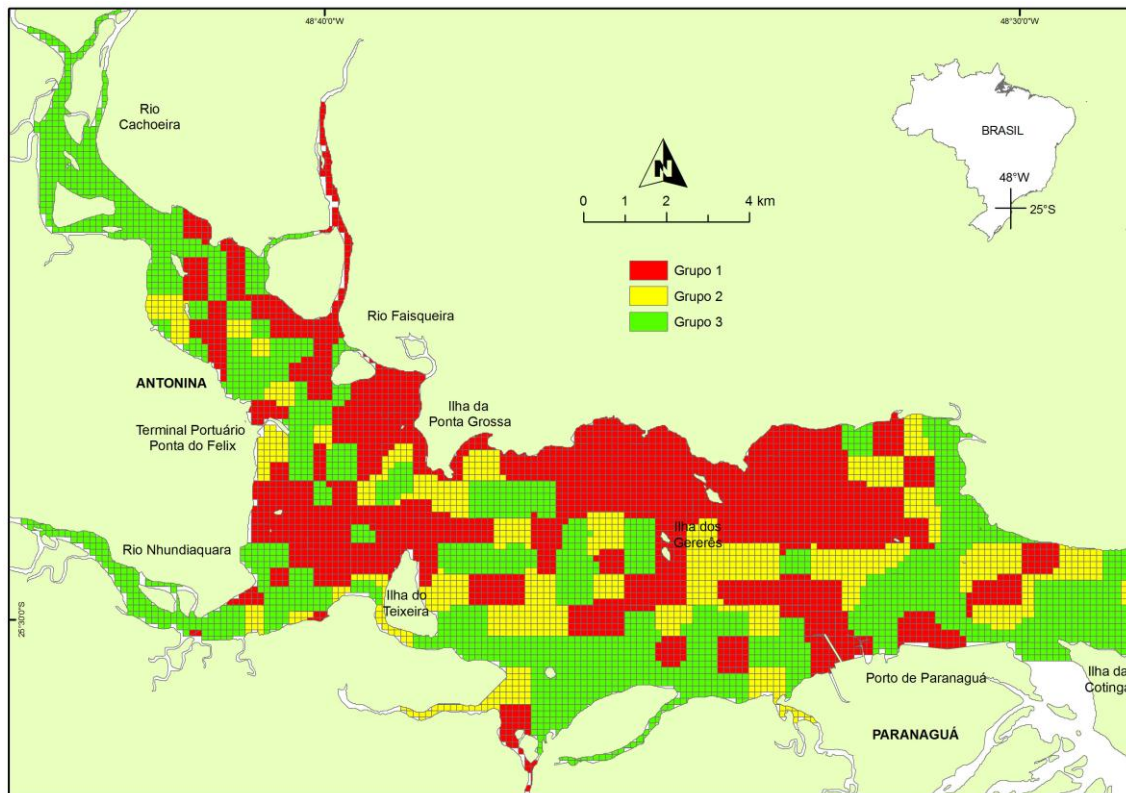 48°40'0"W
48°30'0"W
Rio
Cachoeira
BRASIL
48°W
25°S
N
0 1 2 4 km
Grupo 1
Grupo 2
Grupo 3
Rio Faisqueira
ANTONINA
Ilha da
Ponta Grossa
Terminal Portuário
Ponta do Felix
Ilha dos
Gererês
Rio Nhundiaquara
Ilha do
Teixeira
25°30'0"S
Porto de Paranaguá
Ilha da
Cotinga
PARANAGUÁ